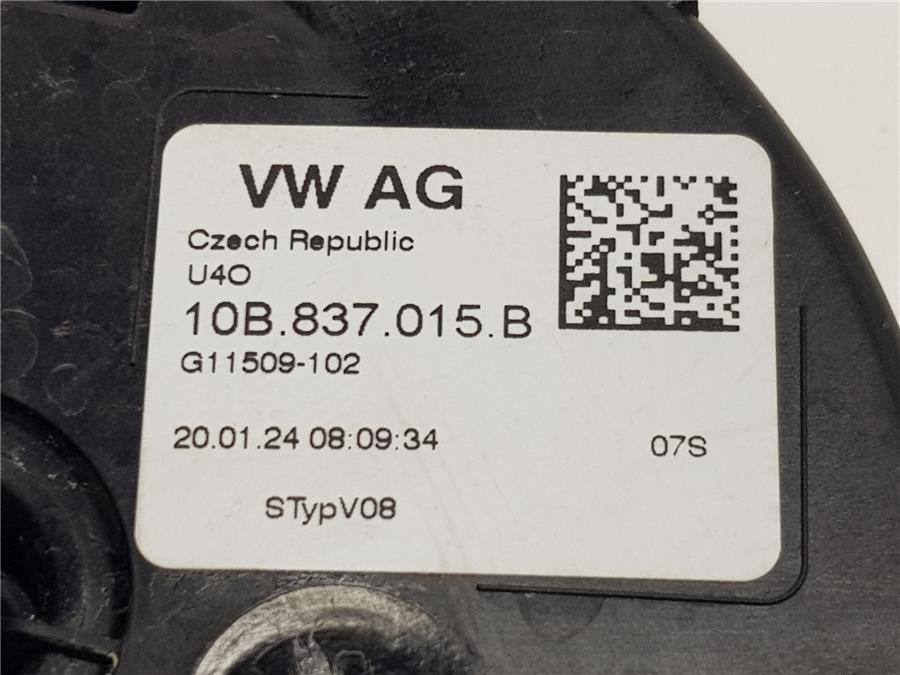 VW AG
Czech Republic
U4O
10B.837.015.B
G11509-102
20.01.24 08:09:34
07S
STypV08